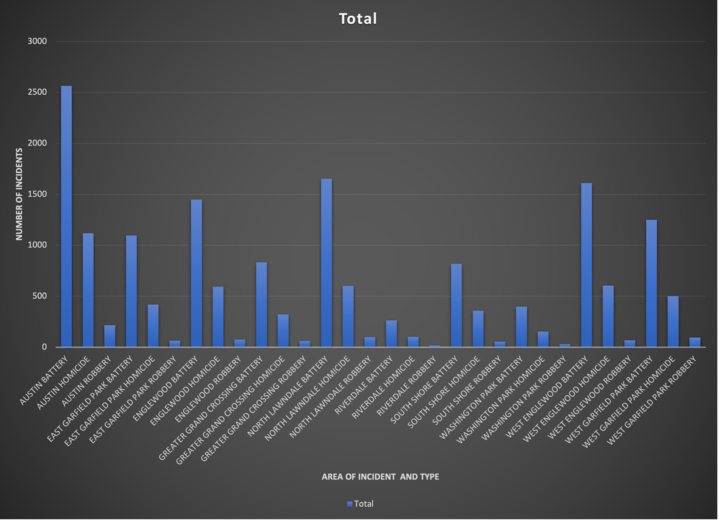 Total
3000
2500
2000
1500
1000
500
0
NUMBER OF INCIDENTS
AUSTIN BATTERY
AUSTIN HOMICIDE
AUSTIN ROBBERY
EAST GARFIELD PARK BATTERY
EAST GARFIELD PARK HOMICIDE
EAST GARFIELD PARK ROBBERY
ENGLEWOOD BATTERY
ENGLEWOOD HOMICIDE
ENGLEWOOD ROBBERY
GREATER GRAND CROSSING BATTERY
GREATER GRAND CROSSING HOMICIDE
GREATER GRAND CROSSING ROBBERY
NORTH LAWNDALE BATTERY
NORTH LAWNDALE HOMICIDE
NORTH LAWNDALE ROBBERY
RIVERDALE BATTERY
RIVERDALE HOMICIDE
RIVERDALE ROBBERY
SOUTH SHORE BATTERY
SOUTH SHORE HOMICIDE
SOUTH SHORE ROBBERY
WASHINGTON PARK BATTERY
WASHINGTON PARK HOMICIDE
WASHINGTON PARK ROBBERY
WEST ENGLEWOOD BATTERY
WEST ENGLEWOOD HOMICIDE
WEST ENGLEWOOD ROBBERY
WEST GARFIELD PARK BATTERY
WEST GARFIELD PARK HOMICIDE
WEST GARFIELD PARK ROBBERY
AREA OF INCIDENT AND TYPE
Total